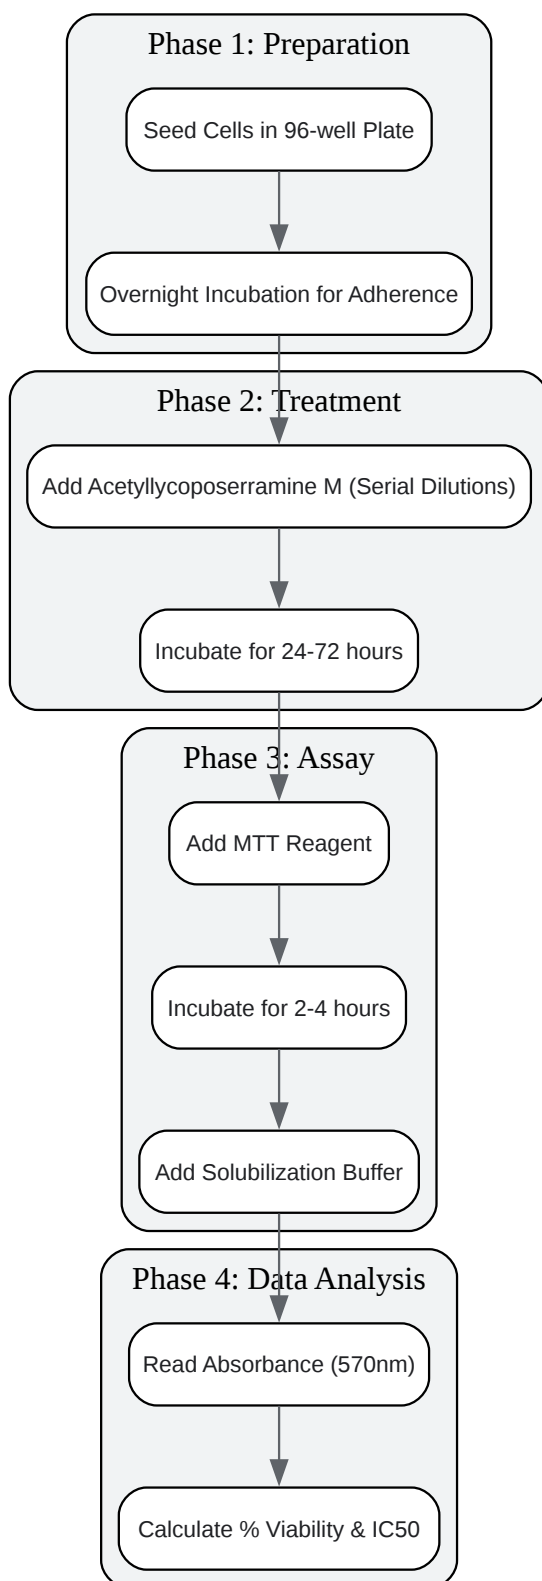 Phase 1: Preparation
Seed Cells in 96-well Plate
Overnight Incubation for Adherence
Phase 2: Treatment
Add Acetyllycoposerramine M (Serial Dilutions)
Incubate for 24-72 hours
Phase 3: Assay
Add MTT Reagent
Incubate for 2-4 hours
Add Solubilization Buffer
Phase 4: Data Analysis
Read Absorbance (570nm)
Calculate % Viability & IC50